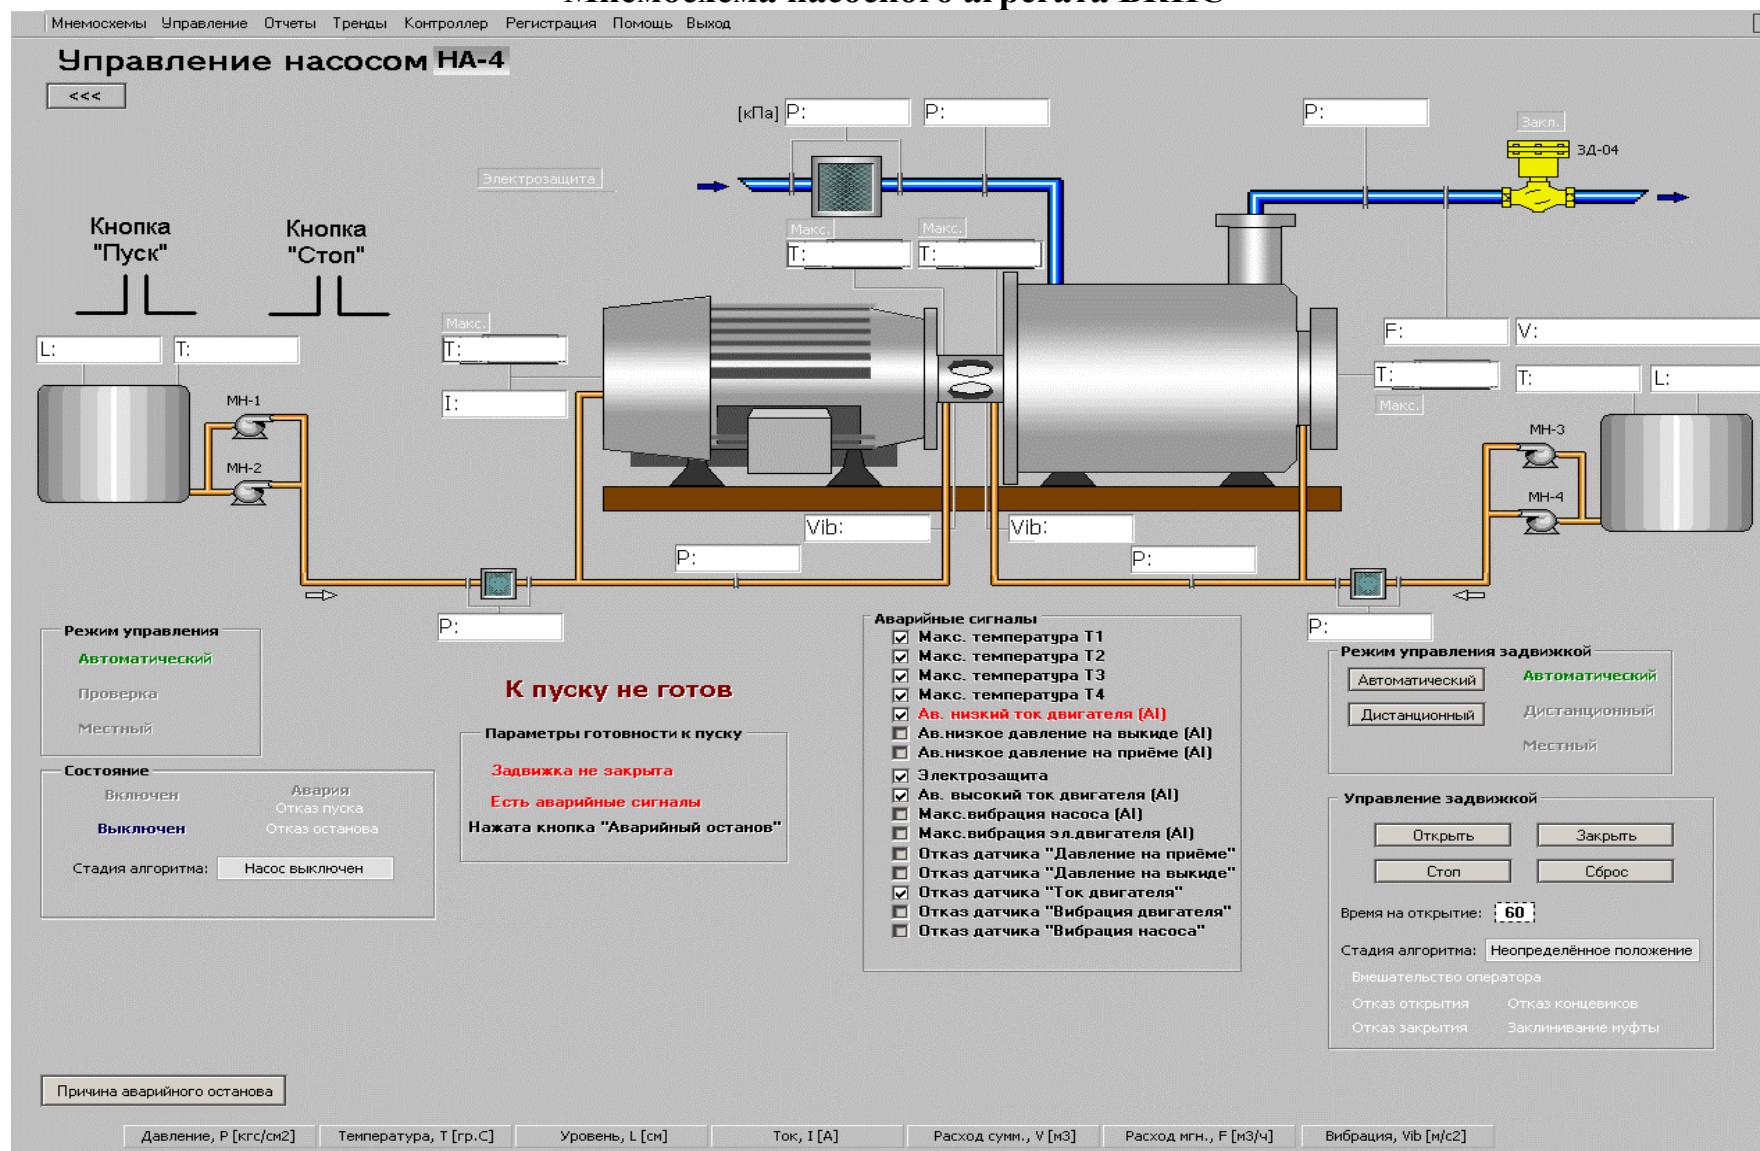 Мнемосхема насосного агрегата БКНС
Мнемосхемы Управление Отчеты Тренды Контроллер Регистрация Помощь Выход
Управление насосом НА-4
<<<
[кПа] P: P: P:
Закл.
ЗД-04
Электрозащита
Кнопка "Пуск"
Кнопка "Стоп"
Макс. Макс.
T: T:
Макс.
L: T: T:
I:
F: V:
T: T: L:
Макс.
МН-1
МН-2
МН-3
МН-4
Vib: Vib:
P: P:
P: P:
Режим управления
Автоматический
Проверка
Местный
Состояние
Включен Авария
Отказ пуска
Выключен Отказ останова
Стадия алгоритма: Насос выключен
К пуску не готов
Параметры готовности к пуску
Задвижка не закрыта
Есть аварийные сигналы
Нажата кнопка "Аварийный останов"
Аварийные сигналы
Макс. температура Т1
Макс. температура Т2
Макс. температура Т3
Макс. температура Т4
Ав. низкий ток двигателя (AI)
Ав.низкое давление на выкиде (AI)
Ав.низкое давление на приёме (AI)
Электрозащита
Ав. высокий ток двигателя (AI)
Макс.вибрация насоса (AI)
Макс.вибрация эл.двигателя (AI)
Отказ датчика "Давление на приёме"
Отказ датчика "Давление на выкиде"
Отказ датчика "Ток двигателя"
Отказ датчика "Вибрация двигателя"
Отказ датчика "Вибрация насоса"
Режим управления задвижкой
Автоматический Автоматический
Дистанционный Дистанционный
Местный
Управление задвижкой
Открыть Закрыть
Стоп Сброс
Время на открытие: 60
Стадия алгоритма: Неопределённое положение
Вмешательство оператора
Отказ открытия Отказ концевиков
Отказ закрытия Заклинивание муфты
Причина аварийного останова
Давление, P [кгс/см2] Температура, T [гр.C] Уровень, L [см] Ток, I [A] Расход сумм., V [м3] Расход мгн., F [м3/ч] Вибрация, Vib [м/с2]